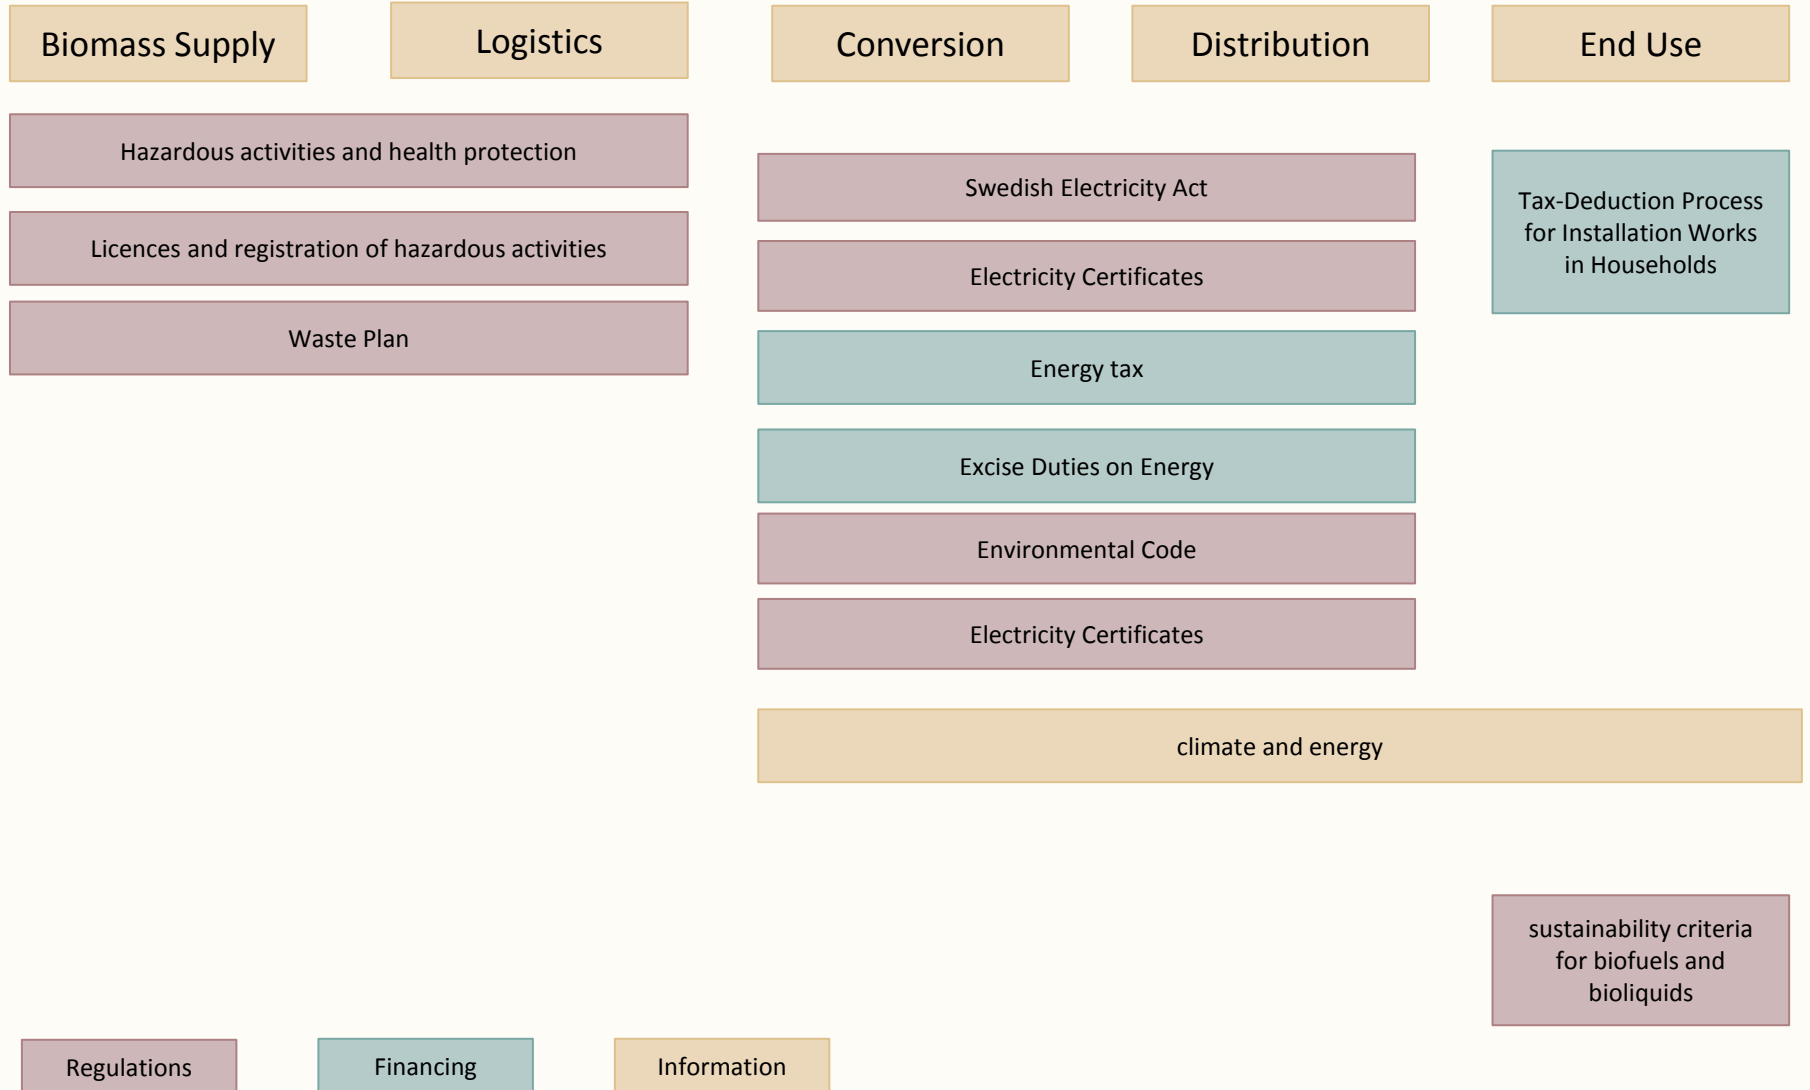 Biomass Supply
Logistics
Conversion
Distribution
End Use
Hazardous activities and health protection
Licences and registration of hazardous activities
Waste Plan
Swedish Electricity Act
Electricity Certificates
Energy tax
Excise Duties on Energy
Environmental Code
Electricity Certificates
Tax-Deduction Process
for Installation Works
in Households
climate and energy
sustainability criteria
for biofuels and
bioliquids
Regulations
Financing
Information